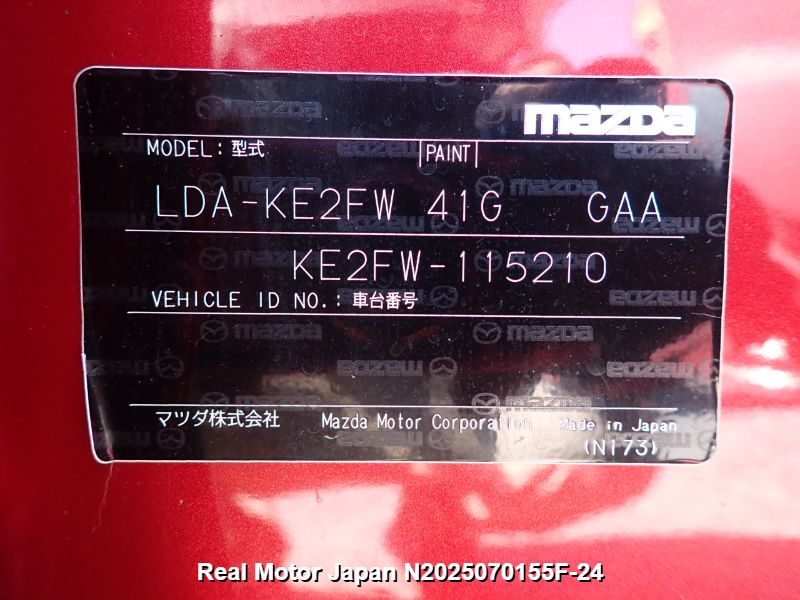 mazda
MODEL: 型式 PAINT
LDA-KE2FW 41G GAA
KE2FW-115210
VEHICLE ID NO.: 車台番号
マツダ株式会社 Mazda Motor Corporation Made in Japan
(N173)
Real Motor Japan N2025070155F-24